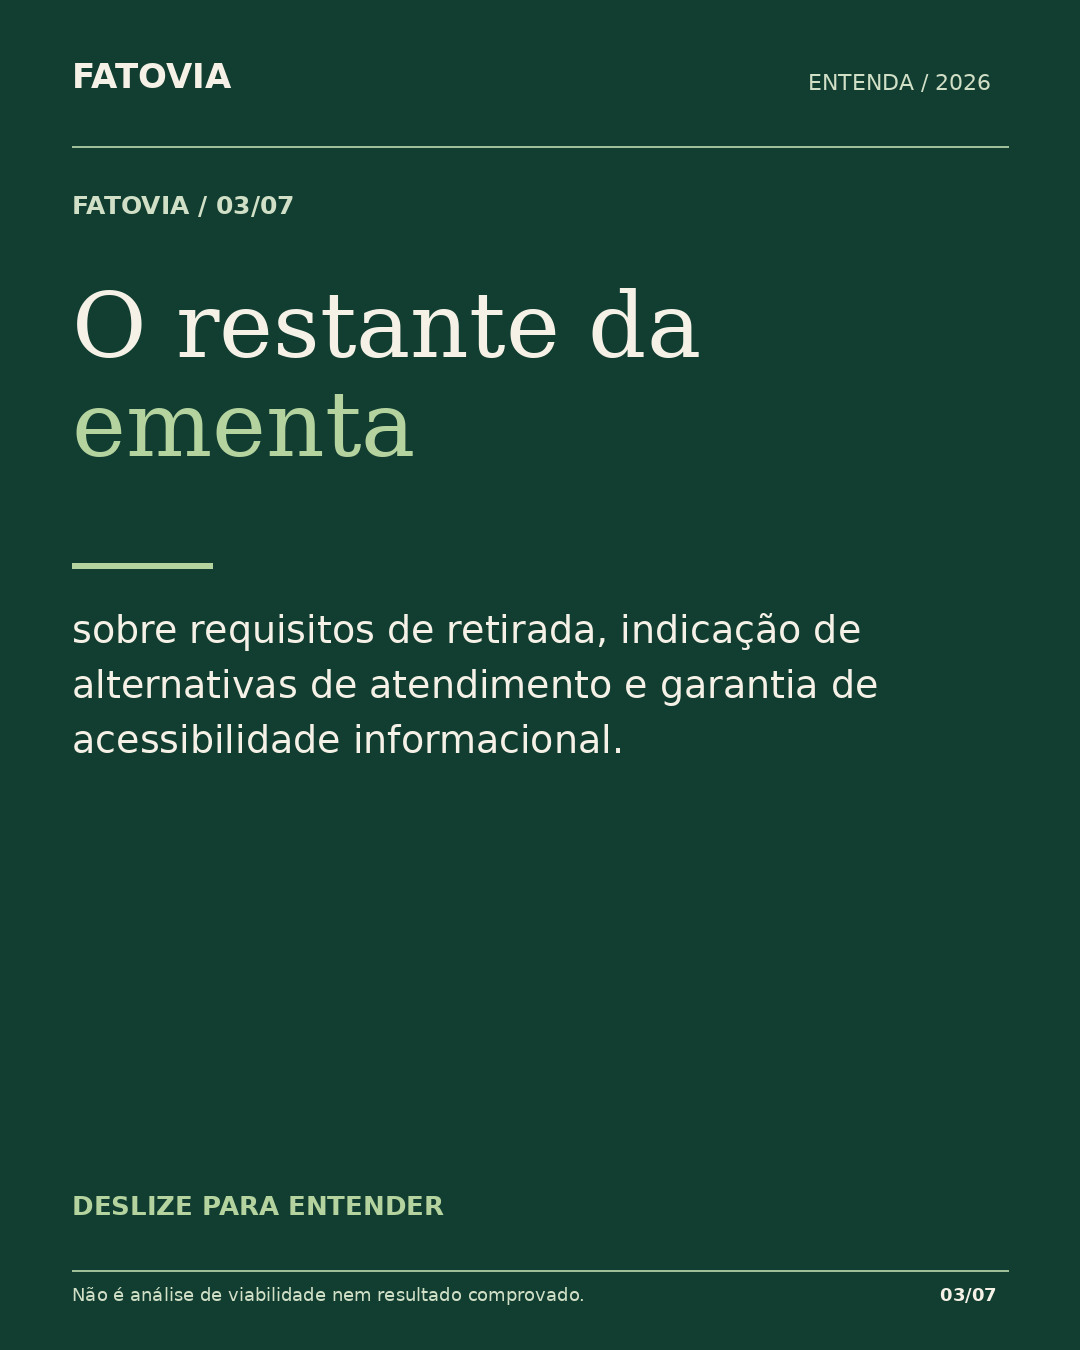 FATOVIA
ENTENDA / 2026
FATOVIA / 03/07
O restante da
ementa
sobre requisitos de retirada, indicação de
alternativas de atendimento e garantia de
acessibilidade informacional.
DESLIZE PARA ENTENDER
Não é análise de viabilidade nem resultado comprovado.
03/07